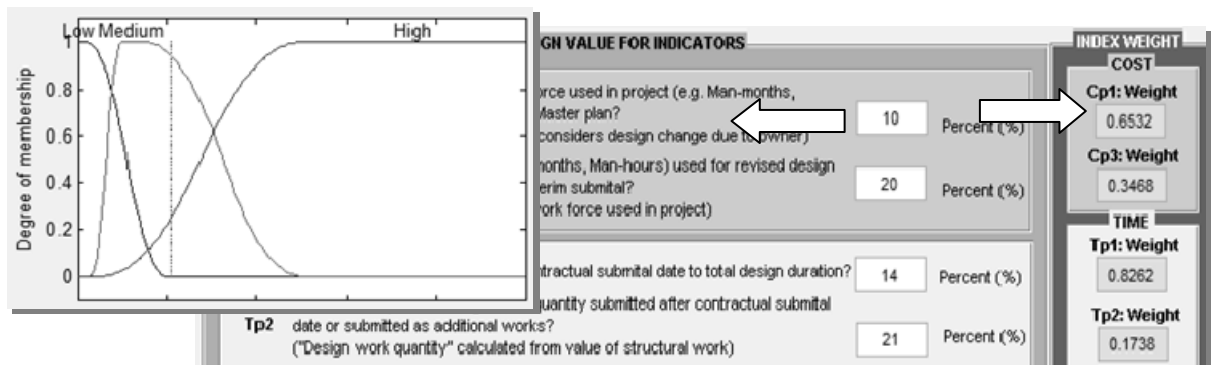 Low Medium High
1
0.8
0.6
0.4
0.2
0
Degree of membership
GN VALUE FOR INDICATORS
orce used in project (e.g. Man-months,
Master plan?
considers design change due to owner)
10 Percent (%)
months, Man-hours) used for revised design
erim submital?
ork force used in project)
20 Percent (%)
ntractual submital date to total design duration? 14 Percent (%)
quantity submitted after contractual submital
Tp2 date or submitted as additional works?
("Design work quantity" calculated from value of structural work)
21 Percent (%)
INDEX WEIGHT
COST
Cp1: Weight
0.6532
Cp3: Weight
0.3468
TIME
Tp1: Weight
0.8262
Tp2: Weight
0.1738